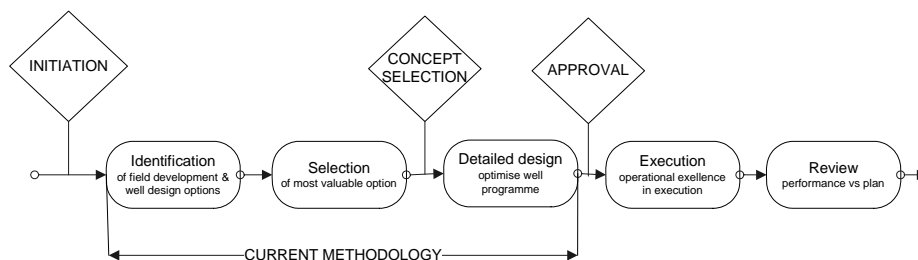 INITIATION
CONCEPT
SELECTION
APPROVAL
Identification
of field development &
well design options
Selection
of most valuable option
Detailed design
optimise well
programme
Execution
operational exellence
in execution
Review
performance vs plan
CURRENT METHODOLOGY